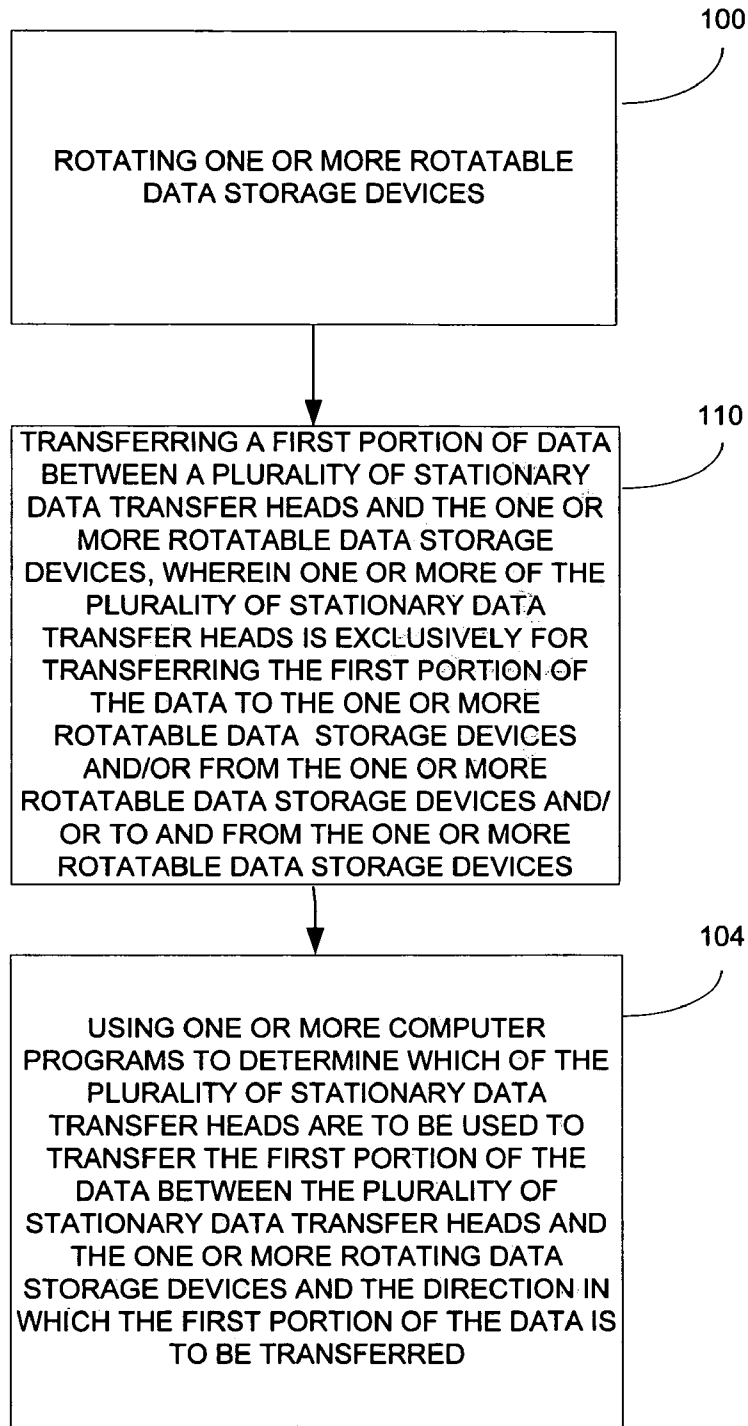 100
ROTATING ONE OR MORE ROTATABLE
DATA STORAGE DEVICES
110
TRANSFERRING A FIRST PORTION OF DATA
BETWEEN A PLURALITY OF STATIONARY
DATA TRANSFER HEADS AND THE ONE OR
MORE ROTATABLE DATA STORAGE
DEVICES, WHEREIN ONE OR MORE OF THE
PLURALITY OF STATIONARY DATA
TRANSFER HEADS IS EXCLUSIVELY FOR
TRANSFERRING THE FIRST PORTION OF
THE DATA TO THE ONE OR MORE
ROTATABLE DATA STORAGE DEVICES
AND/OR FROM THE ONE OR MORE
ROTATABLE DATA STORAGE DEVICES AND/
OR TO AND FROM THE ONE OR MORE
ROTATABLE DATA STORAGE DEVICES
104
USING ONE OR MORE COMPUTER
PROGRAMS TO DETERMINE WHICH OF THE
PLURALITY OF STATIONARY DATA
TRANSFER HEADS ARE TO BE USED TO
TRANSFER THE FIRST PORTION OF THE
DATA BETWEEN THE PLURALITY OF
STATIONARY DATA TRANSFER HEADS AND
THE ONE OR MORE ROTATING DATA
STORAGE DEVICES AND THE DIRECTION IN
WHICH THE FIRST PORTION OF THE DATA IS
TO BE TRANSFERRED